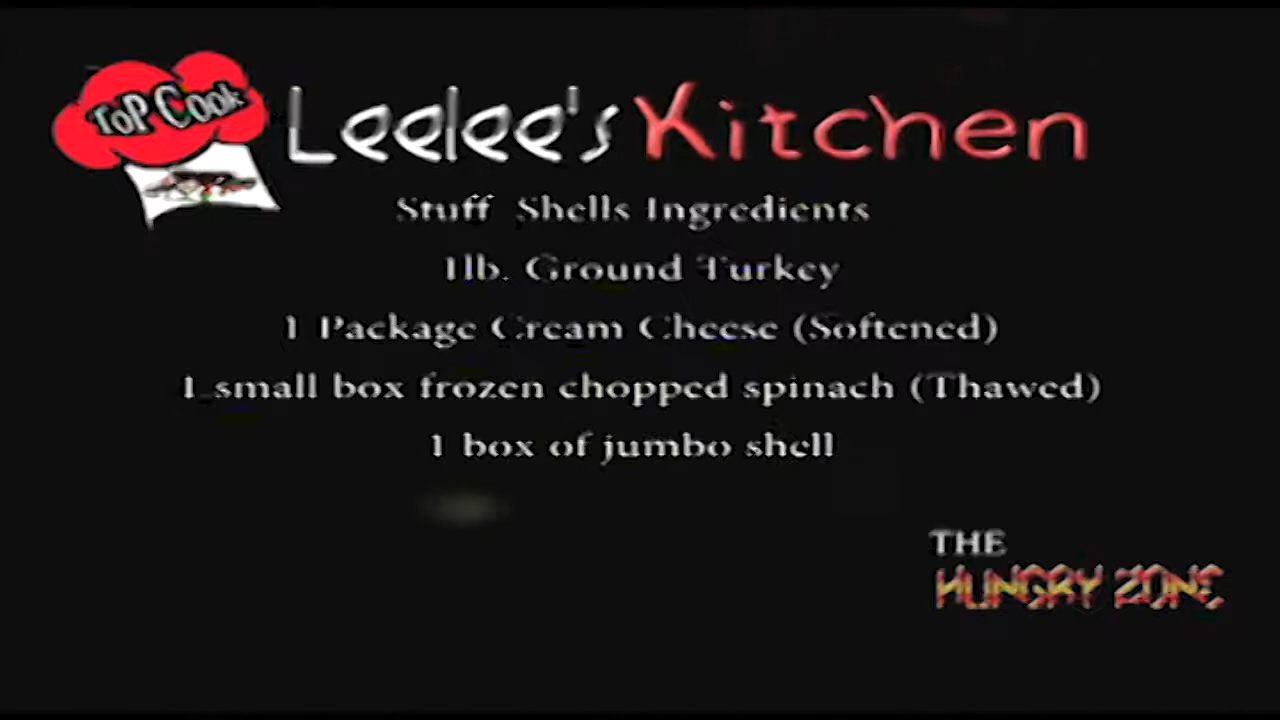 ToP Cook
Leelee's Kitchen
Stuff Shells Ingredients
1lb. Ground Turkey
1 Package Cream Cheese (Softened)
1 small box frozen chopped spinach (Thawed)
1 box of jumbo shell
THE
HUNGRY ZONE